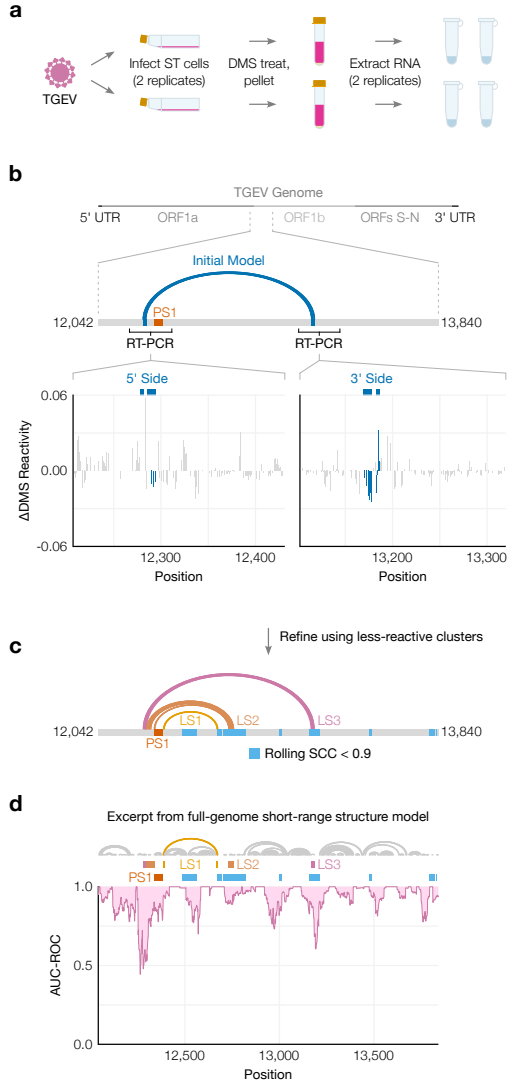 a
TGEV
Infect ST cells
(2 replicates)
DMS treat,
pellet
Extract RNA
(2 replicates)
b
TGEV Genome
5' UTR
ORF1a
ORF1b
ORFs S-N
3' UTR
Initial Model
12,042
PS1
13,840
RT-PCR
RT-PCR
5' Side
3' Side
ΔDMS Reactivity
0.06
0.00
-0.06
12,300
12,400
Position
13,200
13,300
Position
Refine using less-reactive clusters
c
12,042
PS1
LS1
LS2
LS3
13,840
Rolling SCC < 0.9
d
Excerpt from full-genome short-range structure model
PS1
LS1
LS2
LS3
AUC-ROC
1.0
0.5
0.0
12,500
13,000
13,500
Position